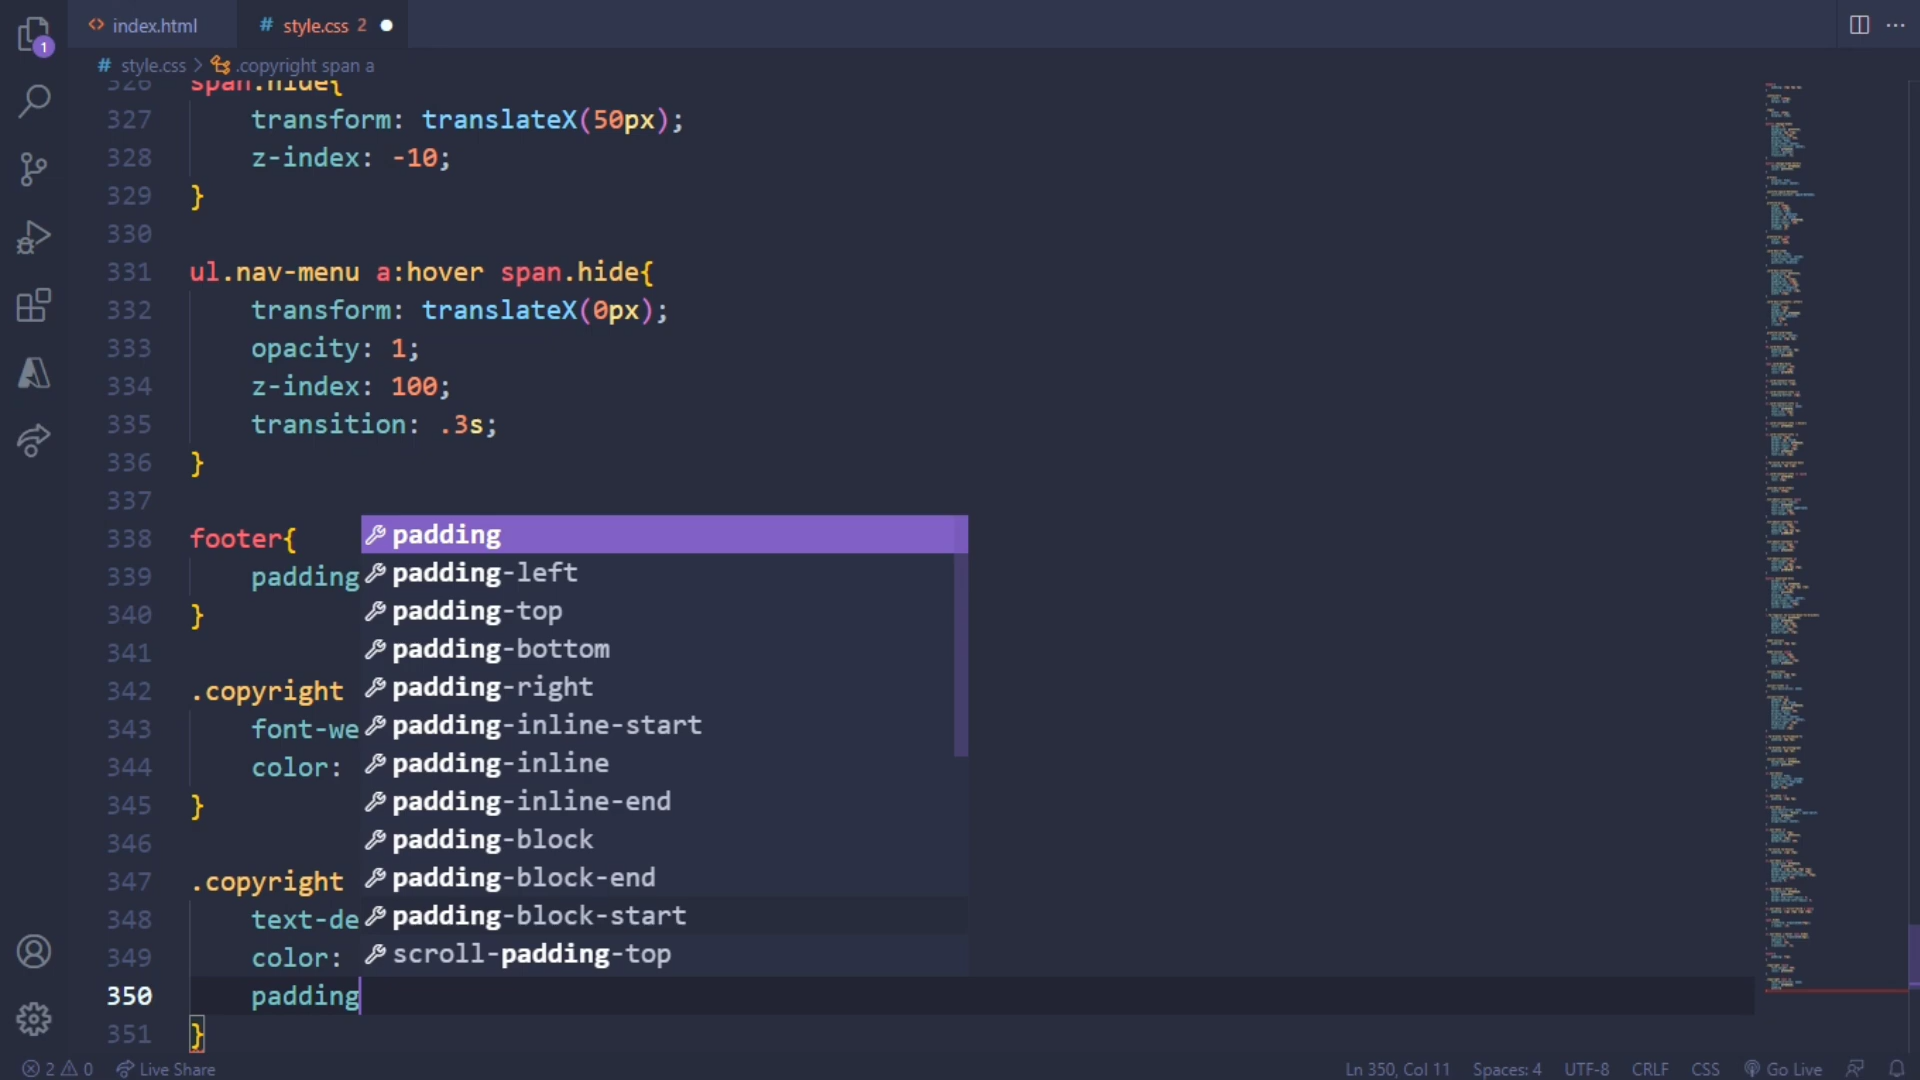 index.html
# style.css 2
1
# style.css > .copyright span a
326 span.hide{
327 transform: translateX(50px);
328 z-index: -10;
329 }
330
331 ul.nav-menu a:hover span.hide{
332 transform: translateX(0px);
333 opacity: 1;
334 z-index: 100;
335 transition: .3s;
336 }
337
338 footer{
339 padding
340 }
341
342 .copyright
343 font-we
344 color:
345 }
346
347 .copyright
348 text-de
349 color:
350 padding
351 }
padding
padding-left
padding-top
padding-bottom
padding-right
padding-inline-start
padding-inline
padding-inline-end
padding-block
padding-block-end
padding-block-start
scroll-padding-top
2 0 Live Share Ln 350, Col 11 Spaces: 4 UTF-8 CRLF CSS Go Live